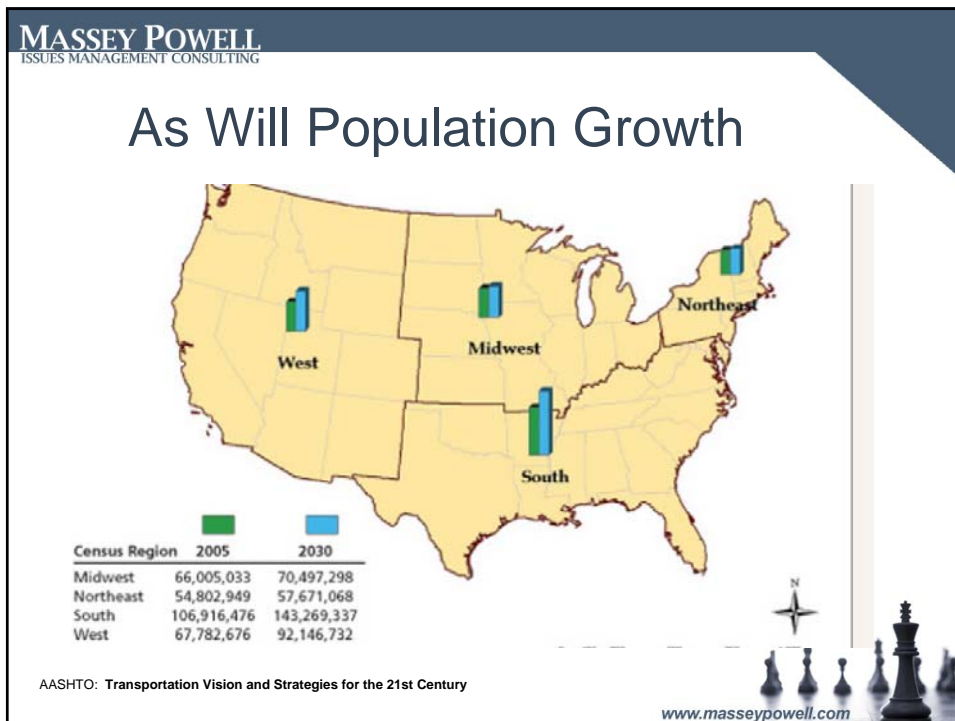 MASSEY POWELL
ISSUES MANAGEMENT CONSULTING
As Will Population Growth
Northeast
West
Midwest
South
Census Region 2005 2030
Midwest 66,005,033 70,497,298
Northeast 54,802,949 57,671,068
South 106,916,476 143,269,337
West 67,782,676 92,146,732
N
AASHTO: Transportation Vision and Strategies for the 21st Century
www.masseypowell.com